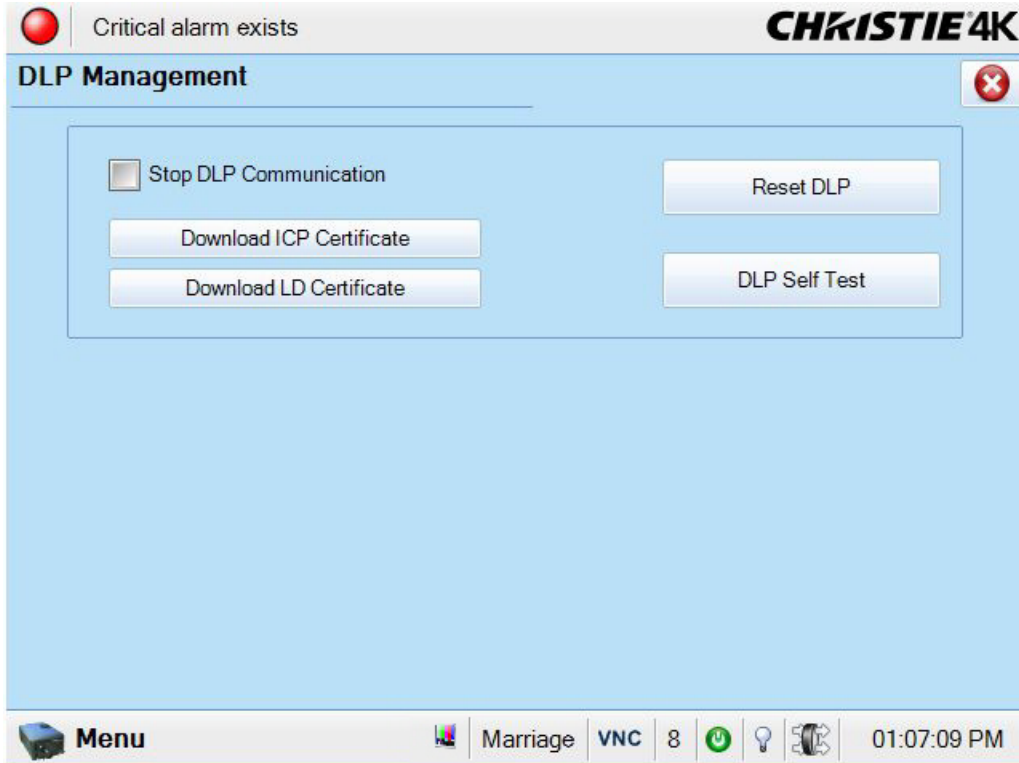 Critical alarm exists
CHRISTIE 4K
DLP Management
Stop DLP Communication
Reset DLP
Download ICP Certificate
Download LD Certificate
DLP Self Test
Menu
Marriage
VNC
8
01:07:09 PM